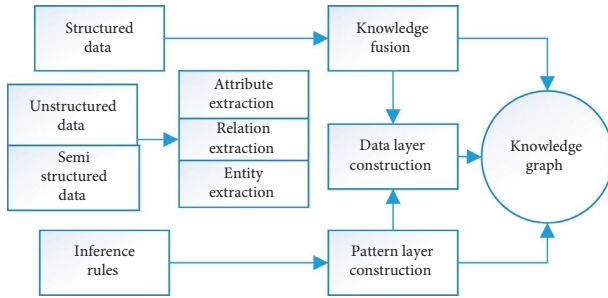 Structured
data
Knowledge
fusion
Unstructured
data
Semi
structured
data
Attribute
extraction
Relation
extraction
Entity
extraction
Data layer
construction
Knowledge
graph
Inference
rules
Pattern layer
construction